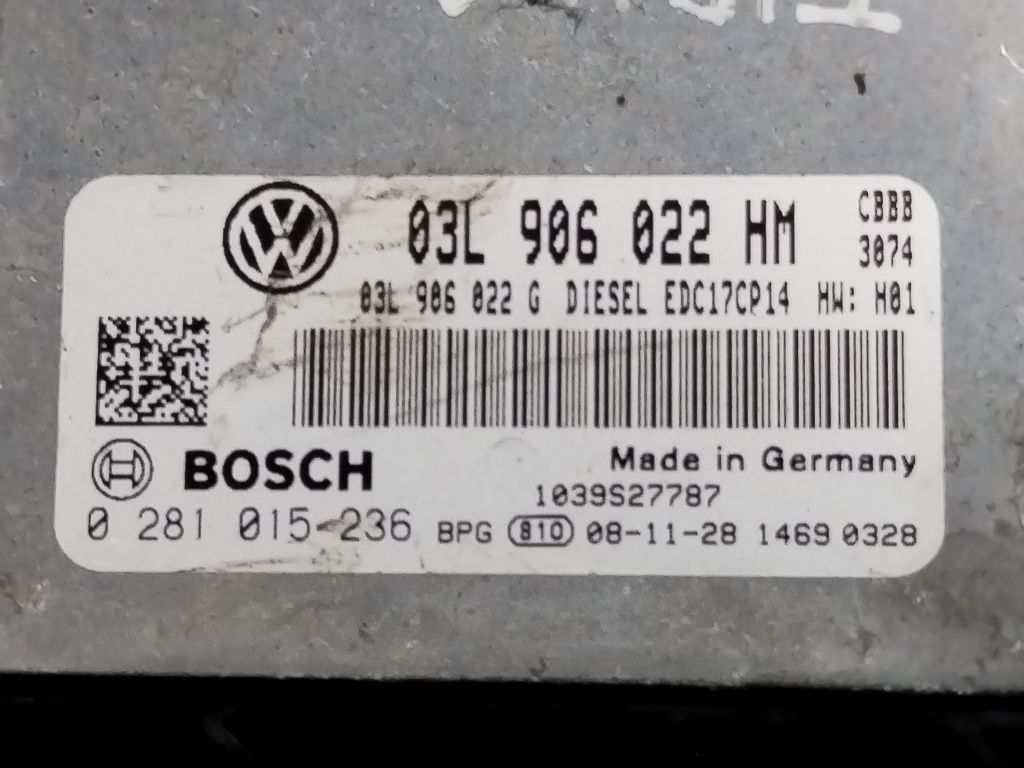 03L 906 022 HM
CBBB
3074
03L 906 022 G DIESEL EDC17CP14 HW: H01
BOSCH
Made in Germany
1039S27787
0 281 015-236 BPG 810 08-11-28 1469 0328